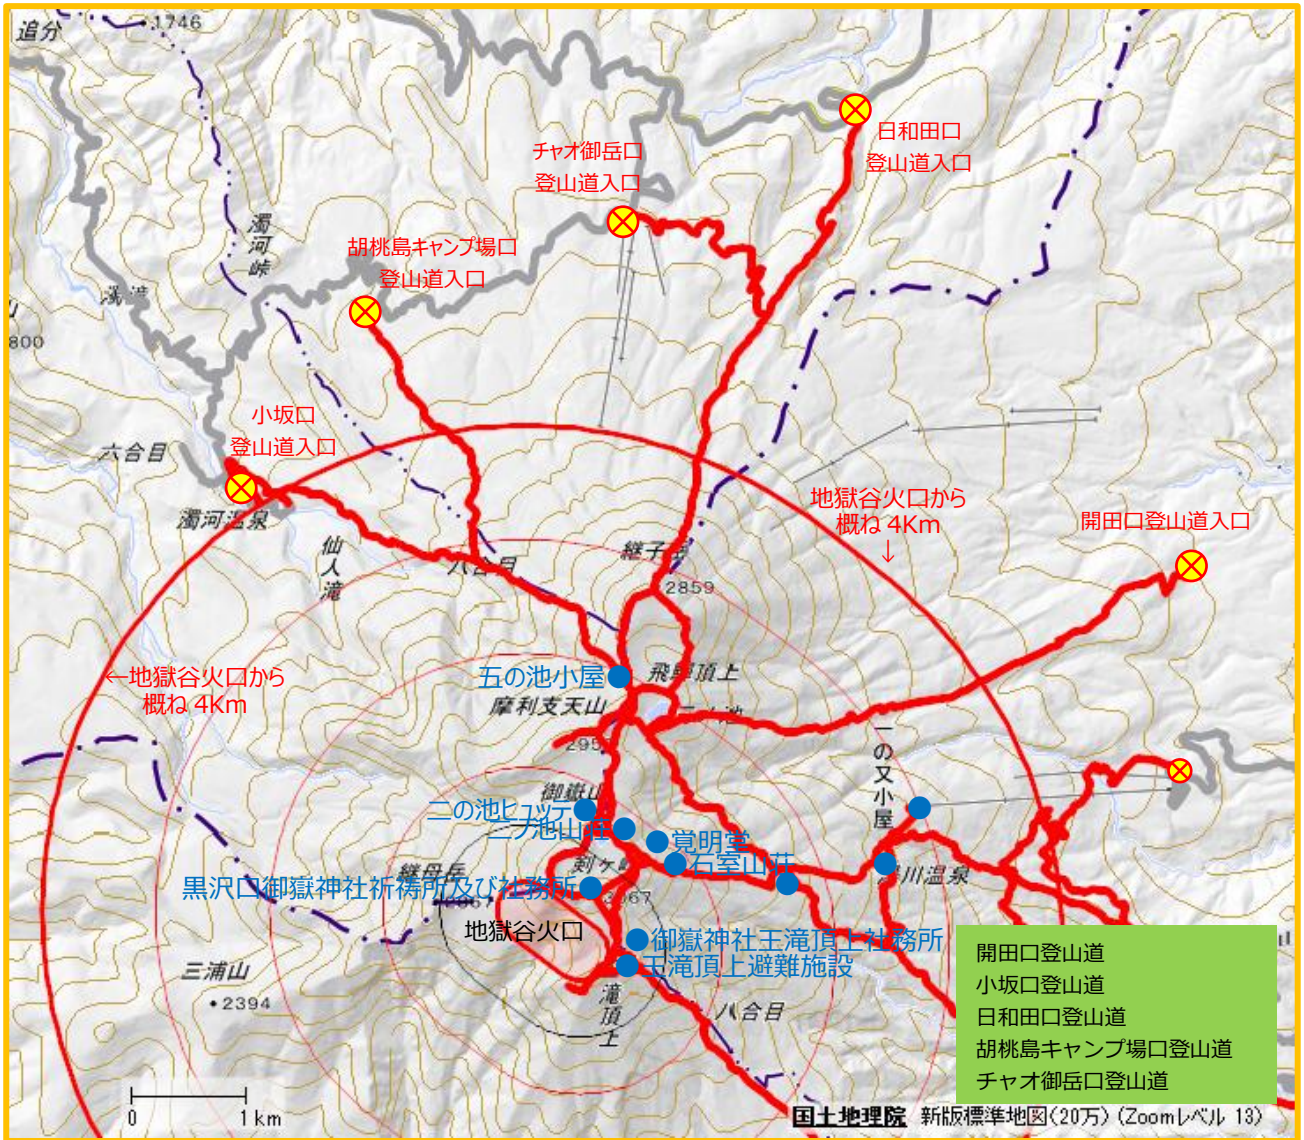 追分
1746
日和田口
登山道入口
チャオ御岳口
登山道入口
濁河峠
胡桃島キャンプ場口
登山道入口
800
小坂口
登山道入口
六合目
濁河温泉
仙人滝
八合目
継子岳
2859
地獄谷火口から
概ね 4Km
↓
開田口登山道入口
←地獄谷火口から
概ね 4Km
五の池小屋
飛騨頂上
摩利支天山
295
一の又小屋
御嶽山
二の池ヒュッテ
二ノ池山荘
覚明堂
石室山荘
剣ヶ峰
継母岳
黒沢口御嶽神社祈祷所及び社務所
3067
川温泉
地獄谷火口
御嶽神社王滝頂上社務所
王滝頂上避難施設
三浦山
2394
滝頂上
八合目
開田口登山道
小坂口登山道
日和田口登山道
胡桃島キャンプ場口登山道
チャオ御岳口登山道
0
1 km
国土地理院 新版標準地図(20万) (Zoomレベル 13)